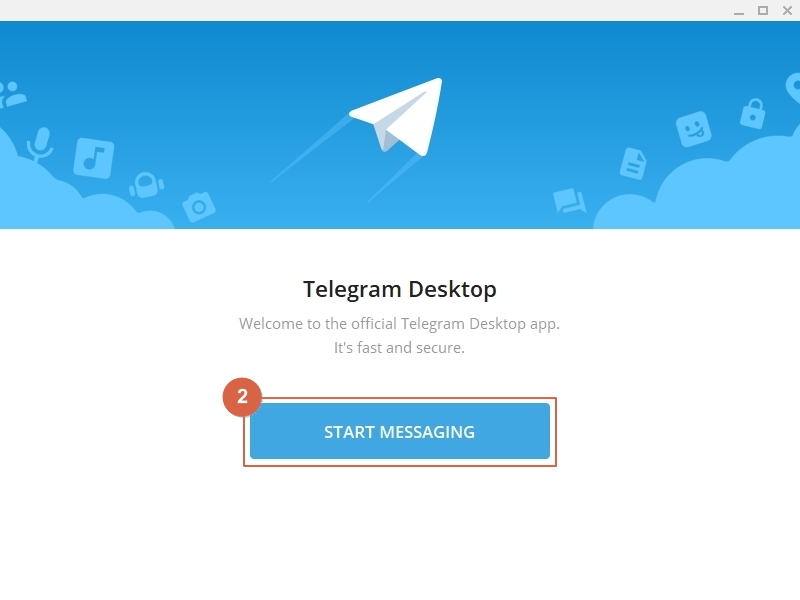 Telegram Desktop
Welcome to the official Telegram Desktop app.
It's fast and secure.
2
START MESSAGING